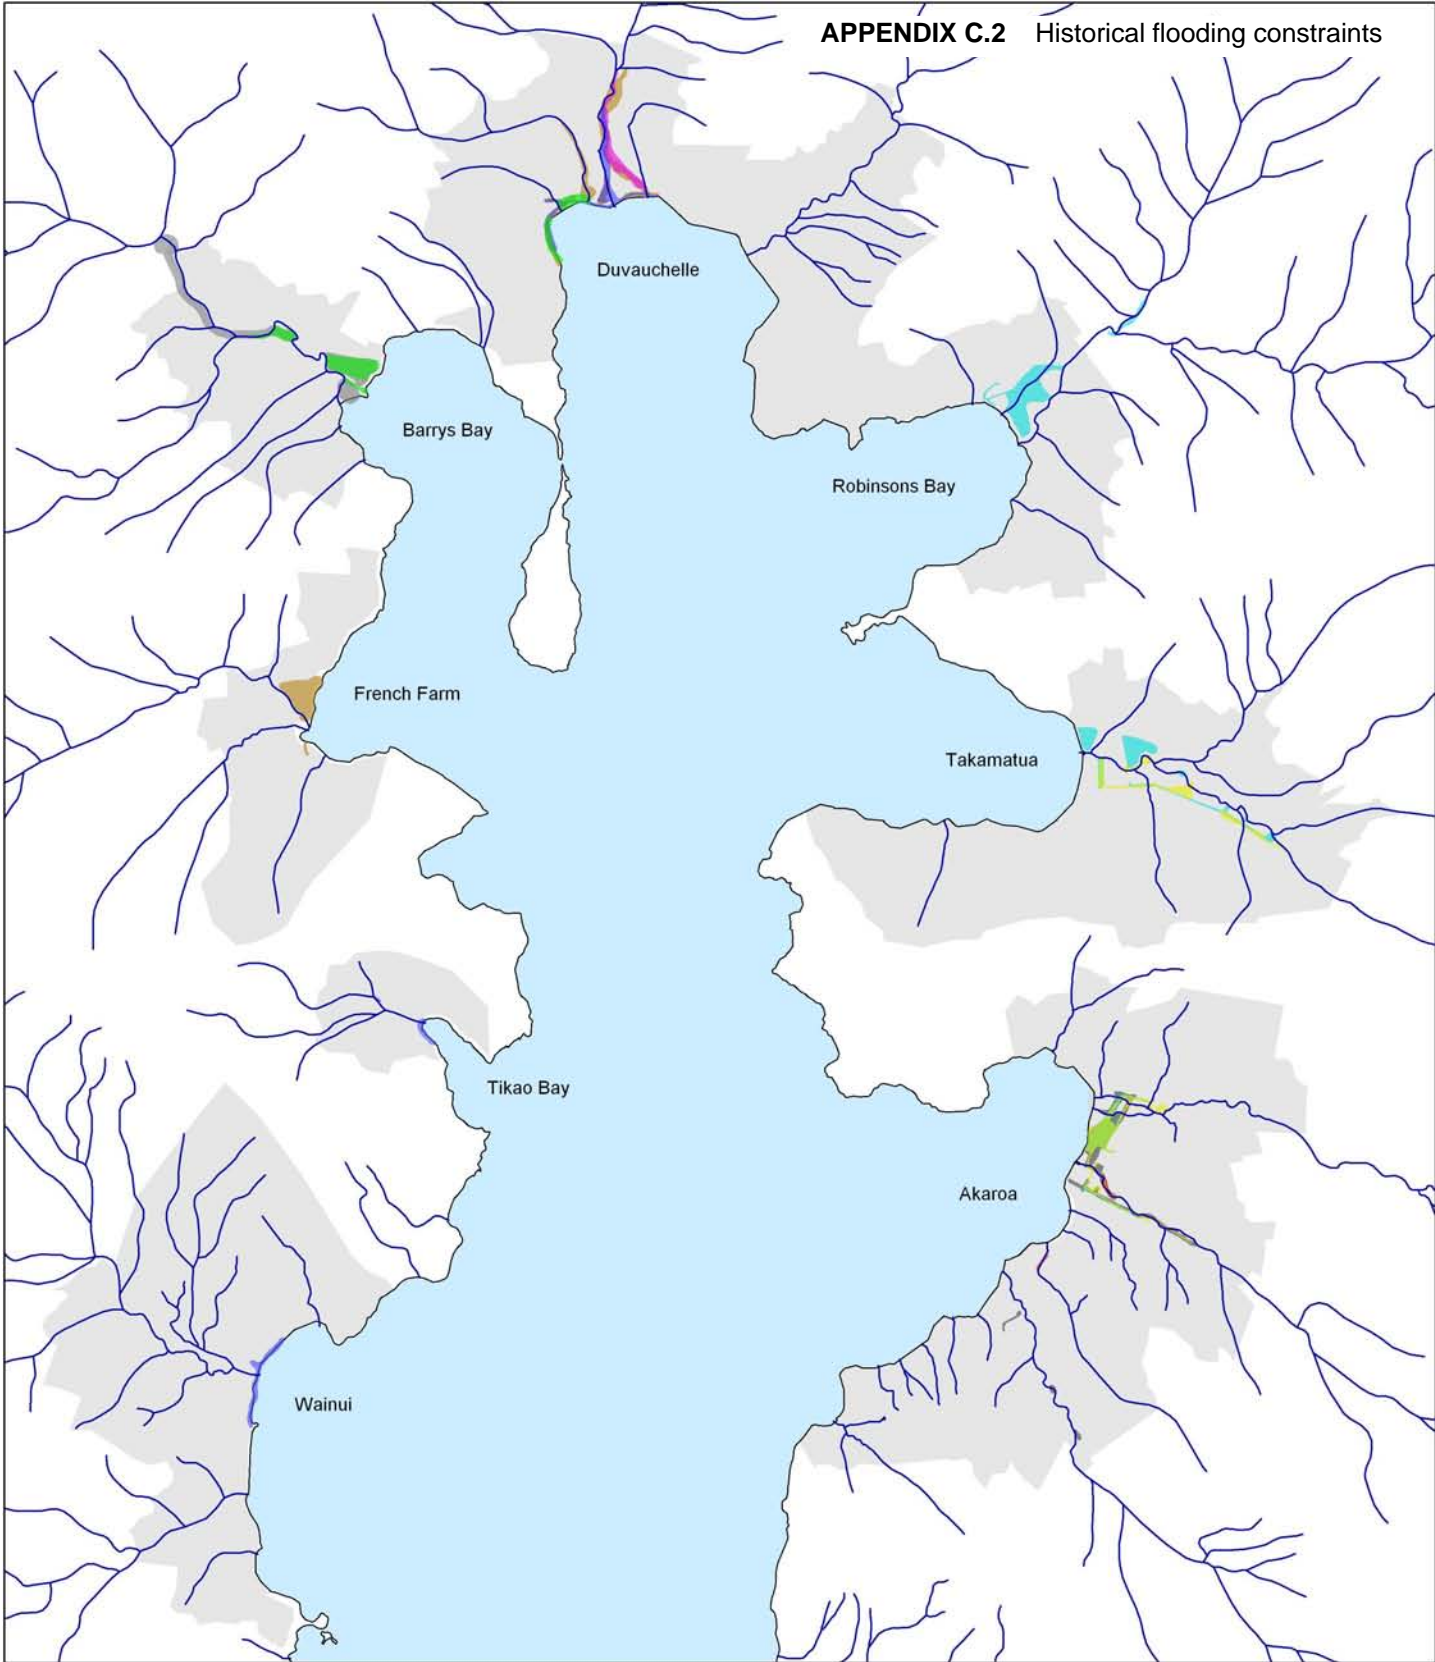 APPENDIX C.2 Historical flooding constraints
Duvauchelle
Barrys Bay
Robinsons Bay
French Farm
Takamatua
Tikao Bay
Akaroa
Wainui